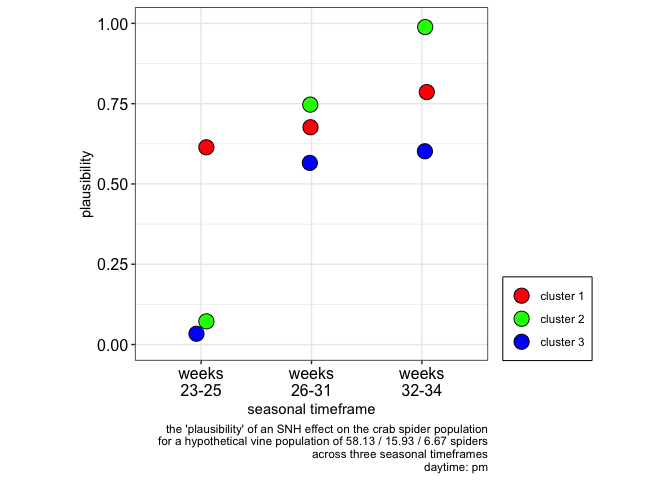 1.00
0.75
0.50
0.25
0.00
plausibility
weeks
23-25
weeks
26-31
weeks
32-34
seasonal timeframe
cluster 1
cluster 2
cluster 3
the 'plausibility' of an SNH effect on the crab spider population
for a hypothetical vine population of 58.13 / 15.93 / 6.67 spiders
across three seasonal timeframes
daytime: pm